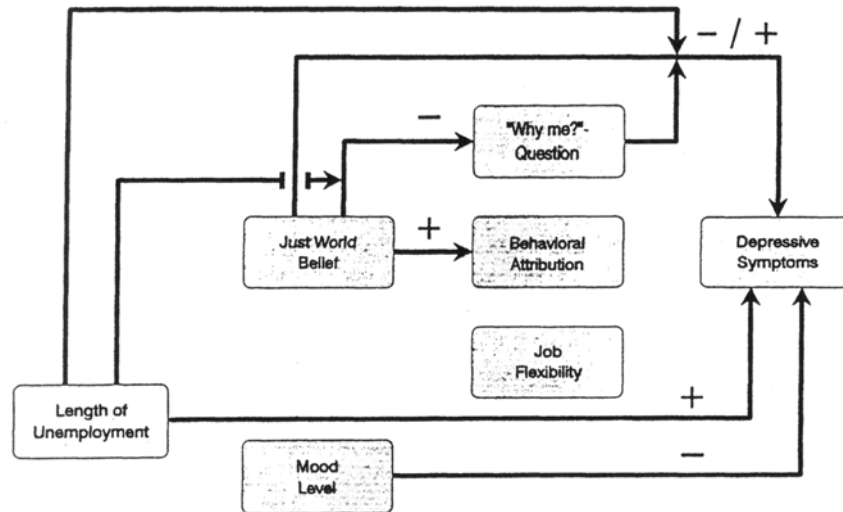 - / +
"Why me?"-
Question
-
Just World
Belief
+
Behavioral
Attribution
Depressive
Symptoms
Job
Flexibility
Length of
Unemployment
+
Mood
Level
-